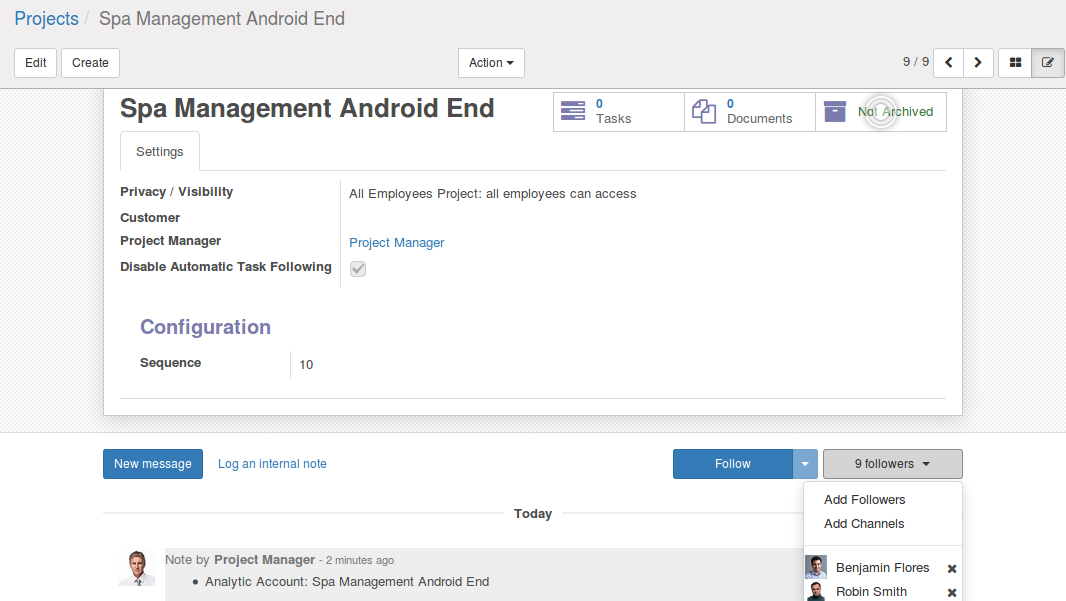 Projects / Spa Management Android End
Edit Create Action 9 / 9
Spa Management Android End
0 Tasks
0 Documents
Not Archived
Settings
Privacy / Visibility All Employees Project: all employees can access
Customer
Project Manager Project Manager
Disable Automatic Task Following
Configuration
Sequence 10
New message Log an internal note Follow 9 followers
Add Followers
Add Channels
Today
Note by Project Manager - 2 minutes ago
• Analytic Account: Spa Management Android End
Benjamin Flores ×
Robin Smith ×